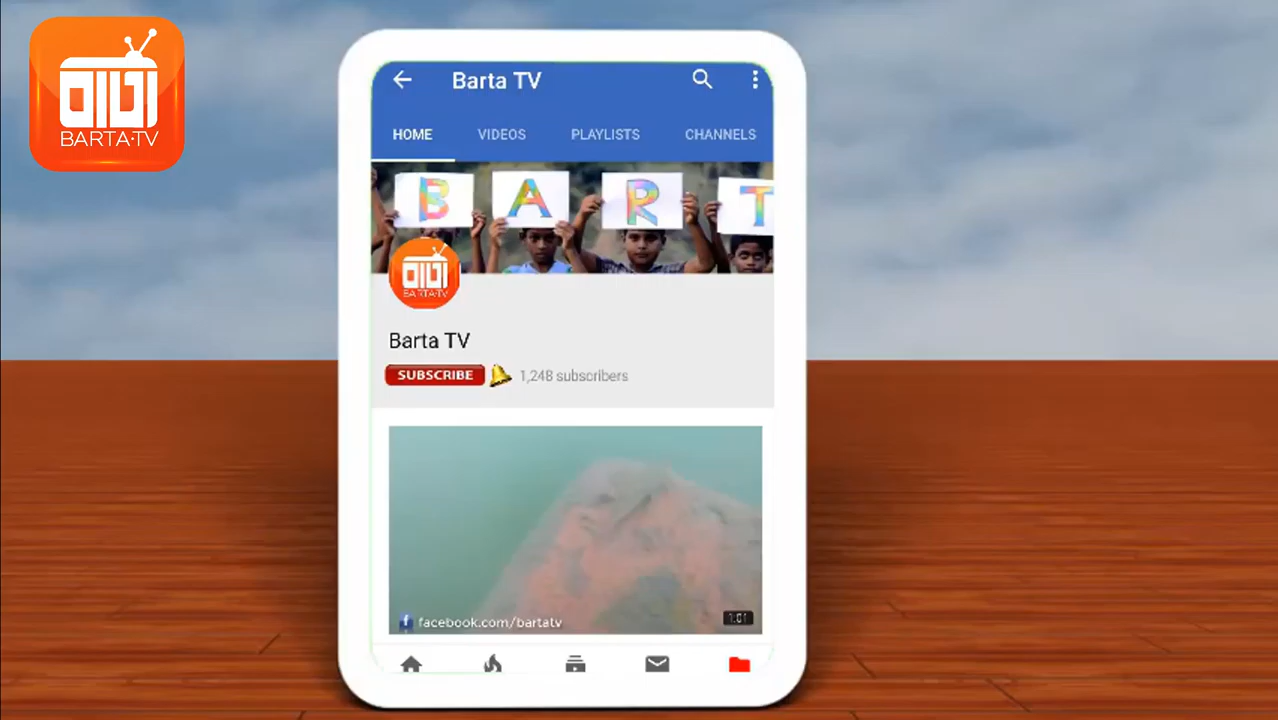 BARTA·TV
Barta TV
HOME VIDEOS PLAYLISTS CHANNELS
B A R T
BARTA·TV
Barta TV
SUBSCRIBE 1,248 subscribers
f facebook.com/bartatv
1:01